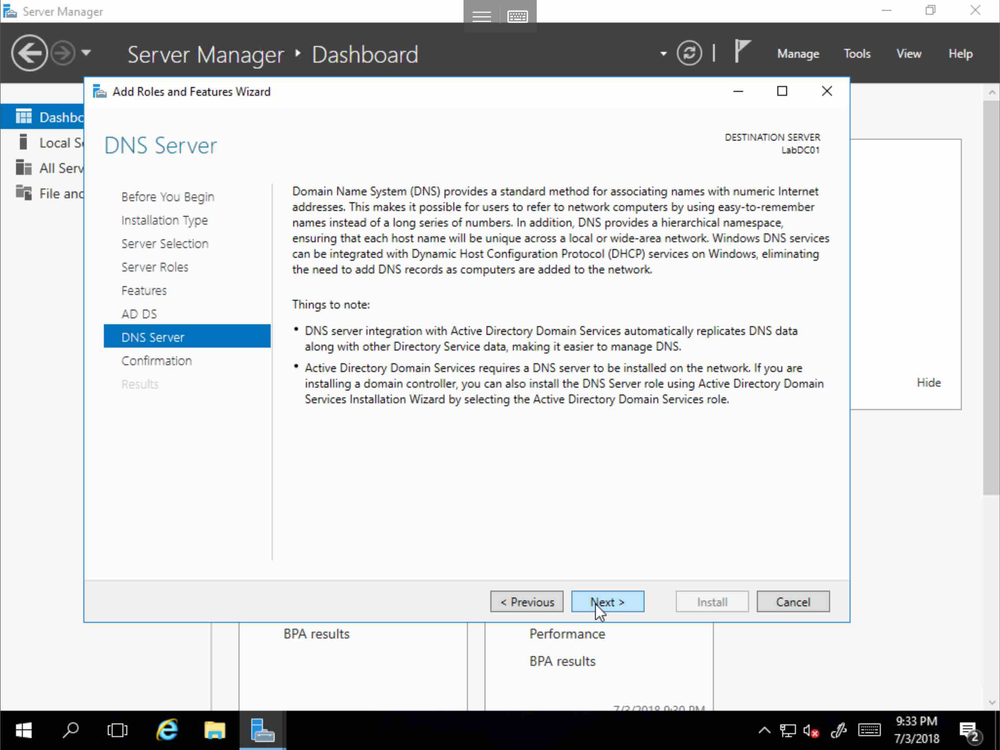 Server Manager
Server Manager ‣ Dashboard
Manage
Tools
View
Help
Dashbo
Local Se
All Serv
File and
Add Roles and Features Wizard
DNS Server
DESTINATION SERVER
LabDC01
Before You Begin
Installation Type
Server Selection
Server Roles
Features
AD DS
DNS Server
Confirmation
Results
Domain Name System (DNS) provides a standard method for associating names with numeric Internet
addresses. This makes it possible for users to refer to network computers by using easy-to-remember
names instead of a long series of numbers. In addition, DNS provides a hierarchical namespace,
ensuring that each host name will be unique across a local or wide-area network. Windows DNS services
can be integrated with Dynamic Host Configuration Protocol (DHCP) services on Windows, eliminating
the need to add DNS records as computers are added to the network.
Things to note:
• DNS server integration with Active Directory Domain Services automatically replicates DNS data
along with other Directory Service data, making it easier to manage DNS.
• Active Directory Domain Services requires a DNS server to be installed on the network. If you are
installing a domain controller, you can also install the DNS Server role using Active Directory Domain
Services Installation Wizard by selecting the Active Directory Domain Services role.
Hide
< Previous
Next >
Install
Cancel
BPA results
Performance
BPA results
7/3/2018 9:30 PM
9:33 PM
7/3/2018
2